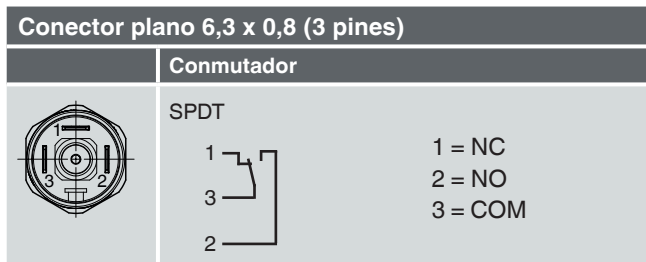 Conector plano 6,3 x 0,8 (3 pines)
Conmutador
1
3
2
SPDT
1
3
2
1 = NC
2 = NO
3 = COM